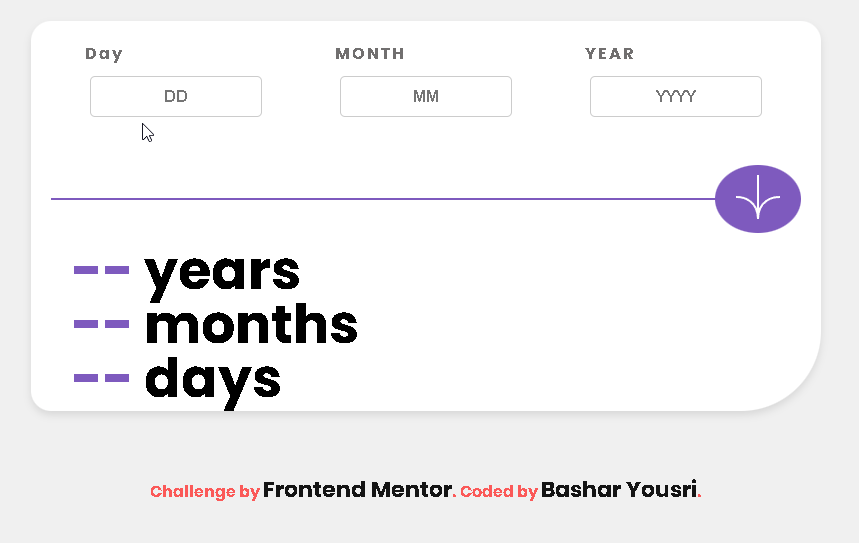 Day MONTH YEAR
DD MM YYYY
-- years
-- months
-- days
Challenge by Frontend Mentor. Coded by Bashar Yousri.